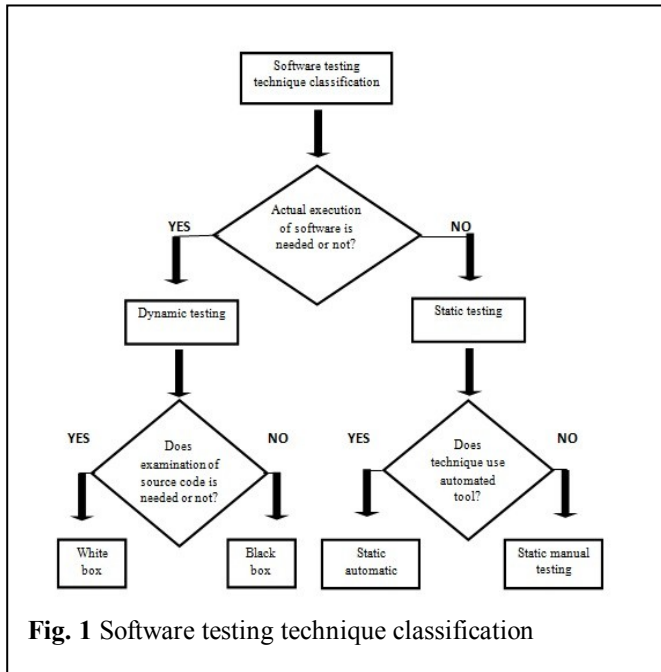 Software testing
technique classification
Actual execution
of software is
needed or not?
YES
NO
Dynamic testing
Static testing
YES
Does
examination of
source code is
needed or not?
NO
YES
Does
technique use
automated
tool?
NO
White
box
Black
box
Static
automatic
Static manual
testing
Fig. 1 Software testing technique classification